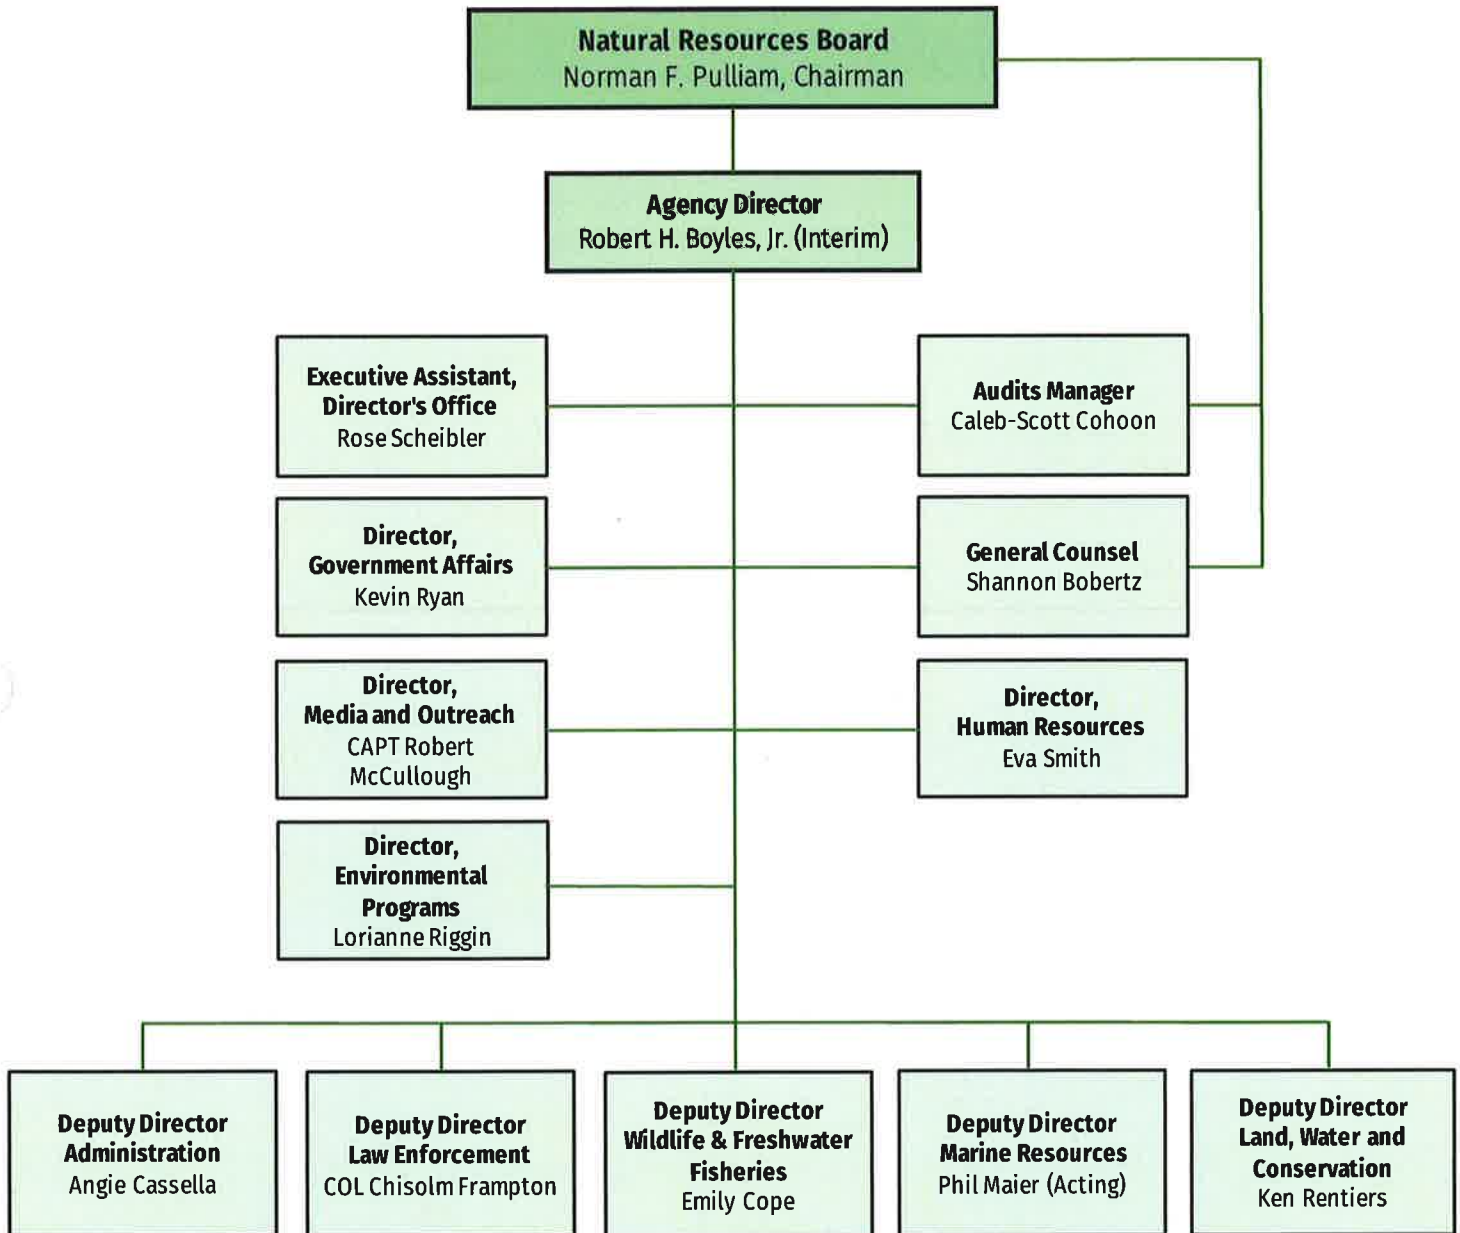 Natural Resources Board
Norman F. Pulliam, Chairman
Agency Director
Robert H. Boyles, Jr. (Interim)
Executive Assistant,
Director's Office
Rose Scheibler
Audits Manager
Caleb-Scott Cohoon
Director,
Government Affairs
Kevin Ryan
General Counsel
Shannon Bobertz
Director,
Media and Outreach
CAPT Robert
McCullough
Director,
Human Resources
Eva Smith
Director,
Environmental
Programs
Lorianne Riggin
Deputy Director
Administration
Angie Cassella
Deputy Director
Law Enforcement
COL Chisolm Frampton
Deputy Director
Wildlife & Freshwater
Fisheries
Emily Cope
Deputy Director
Marine Resources
Phil Maier (Acting)
Deputy Director
Land, Water and
Conservation
Ken Rentiers